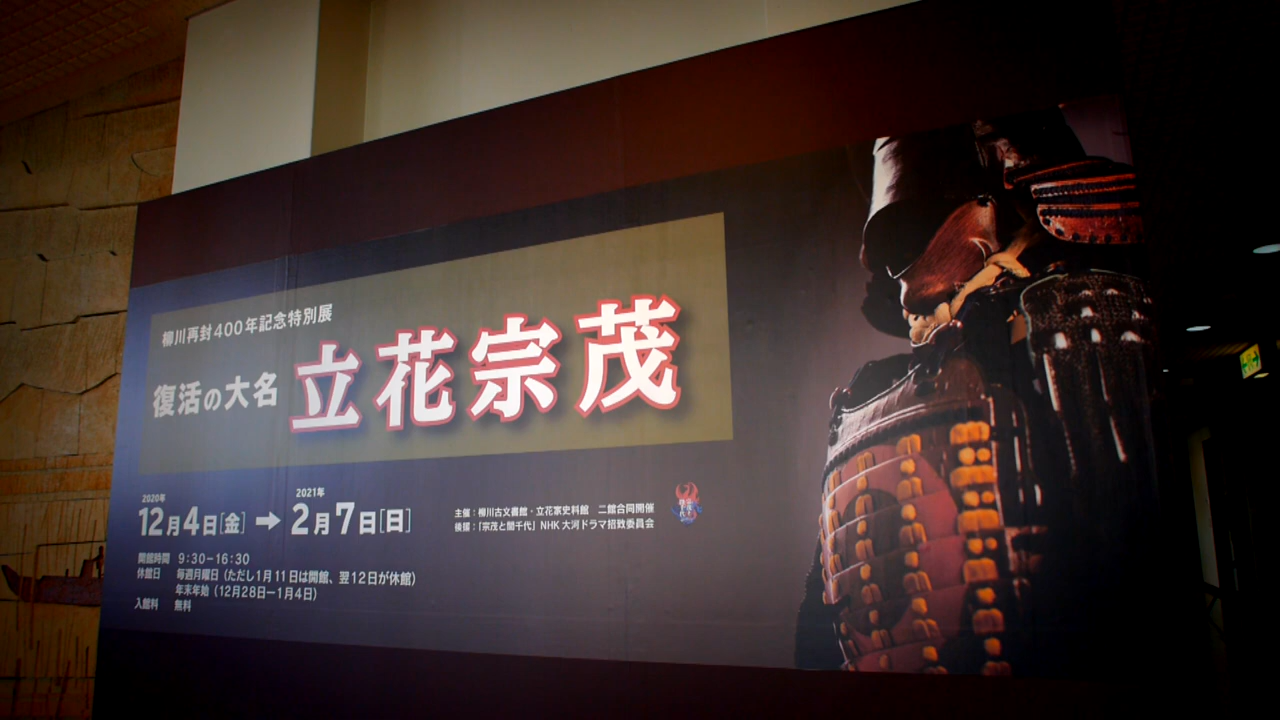 柳川再封400年記念特別展
復活の大名 立花宗茂
2020年 2021年
12月4日[金] → 2月7日[日]
主催：柳川古文書館・立花家史料館 二館合同開催
後援：「宗茂と誾千代」NHK大河ドラマ招致委員会
開館時間 9:30−16:30
休館日 毎週月曜日（ただし1月11日は開館、翌12日が休館）
年末年始（12月28日−1月4日）
入館料 無料